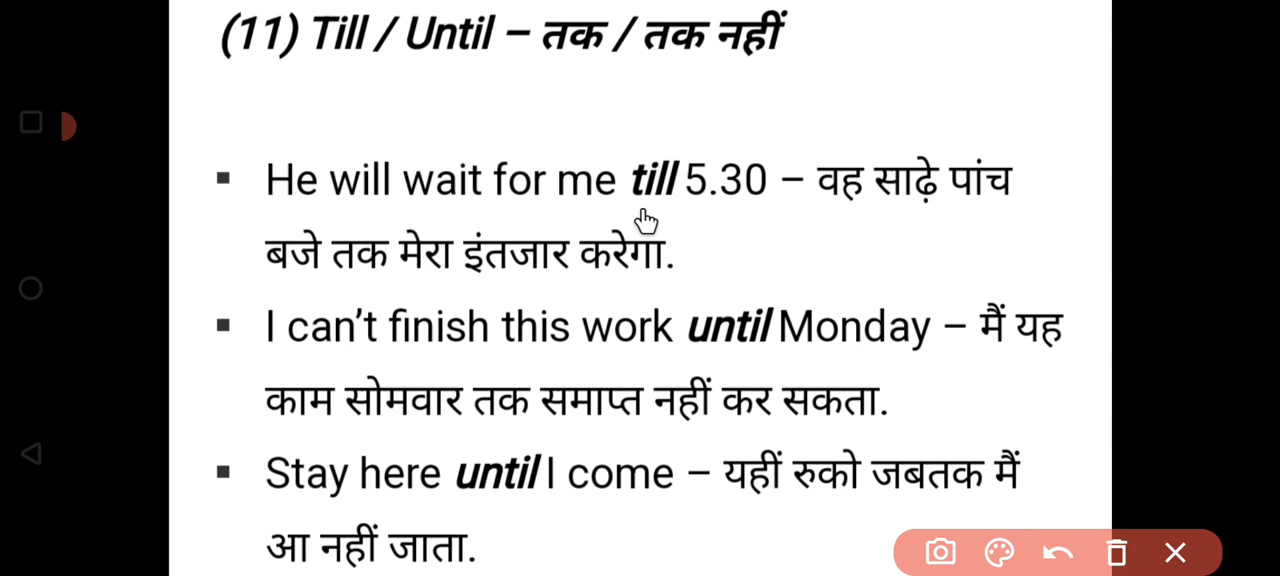 (11) Till / Until – तक / तक नहीं
He will wait for me till 5.30 – वह साढ़े पांच
बजे तक मेरा इंतजार करेगा.
I can't finish this work until Monday – मैं यह
काम सोमवार तक समाप्त नहीं कर सकता.
Stay here until I come – यहीं रुको जबतक मैं
आ नहीं जाता.